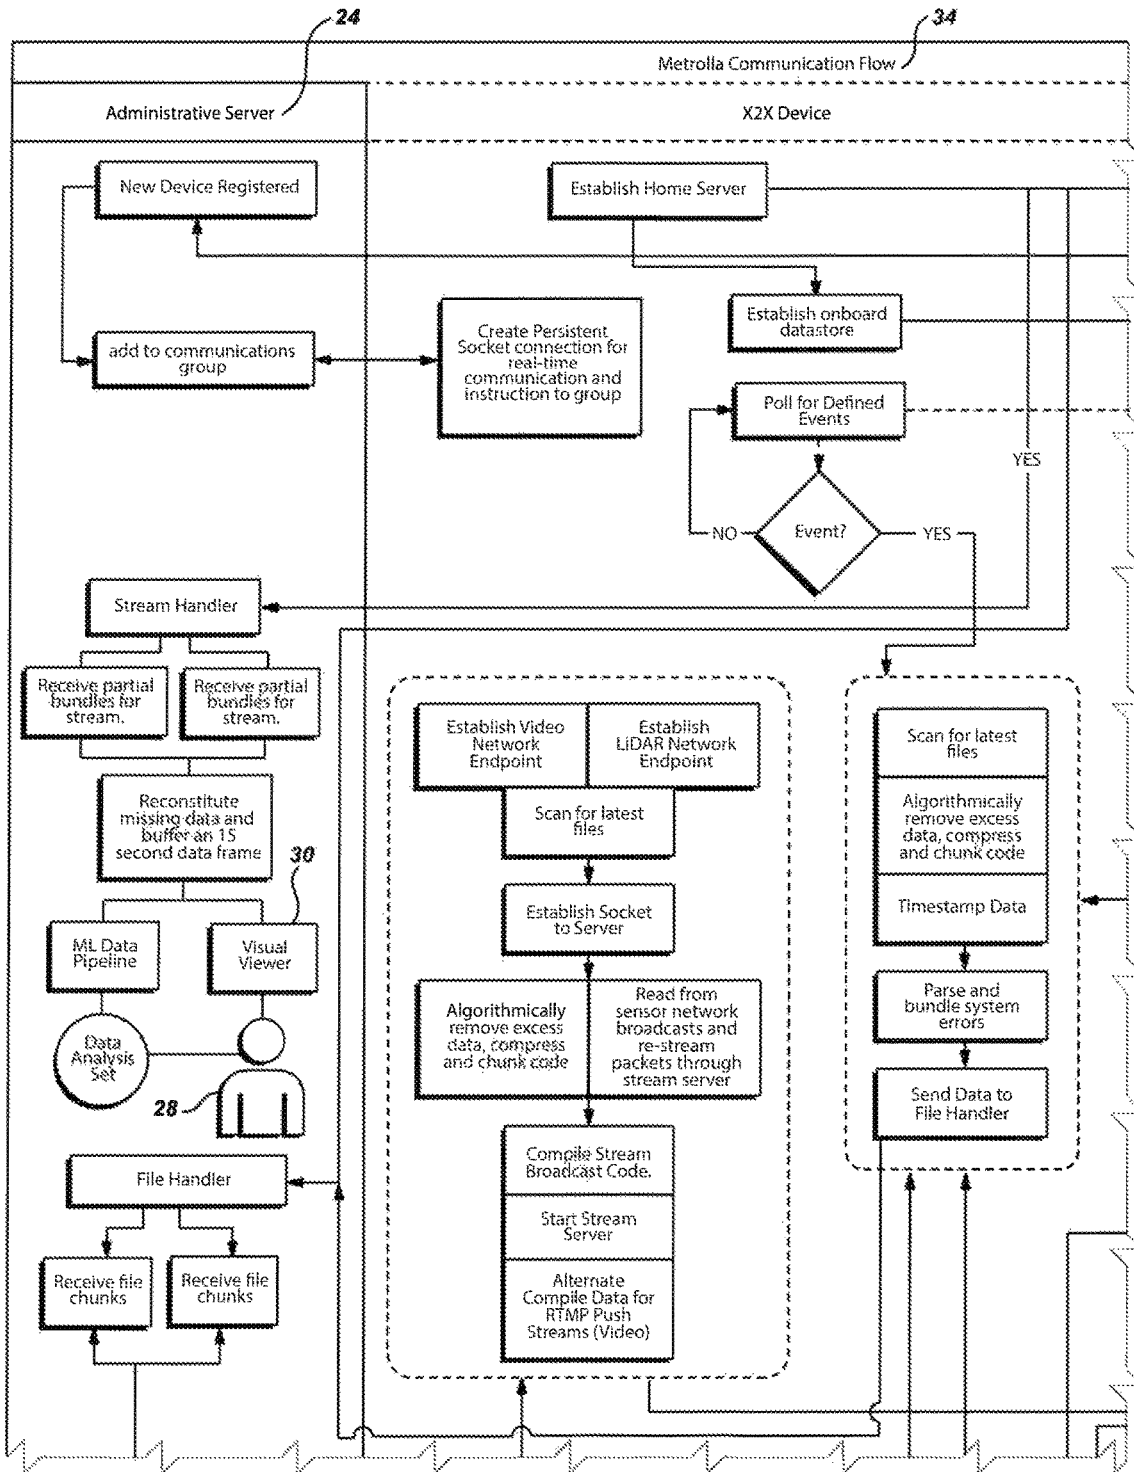 24
34
Metrolla Communication Flow
Administrative Server
X2X Device
New Device Registered
Establish Home Server
Establish onboard
datastore
add to communications
group
Create Persistent
Socket connection for
real-time
communication and
instruction to group
Poll for Defined
Events
YES
NO
Event?
YES
Stream Handler
Receive partial
bundles for
stream.
Receive partial
bundles for
stream.
Establish Video
Network
Endpoint
Establish
LiDAR Network
Endpoint
Scan for latest
files
Scan for latest
files
Reconstitute
missing data and
buffer an 15
second data frame
Algorithmically
remove excess
data, compress
and chunk code
30
Establish Socket
to Server
Timestamp Data
ML Data
Pipeline
Visual
Viewer
Algorithmically
remove excess
data, compress
and chunk code
Read from
sensor network
broadcasts and
re-stream
packets through
stream server
Parse and
bundle system
errors
Data
Analysis
Set
28
Send Data to
File Handler
Compile Stream
Broadcast Code.
File Handler
Start Stream
Server
Receive file
chunks
Receive file
chunks
Alternate
Compile Data for
RTMP Push
Streams (Video)